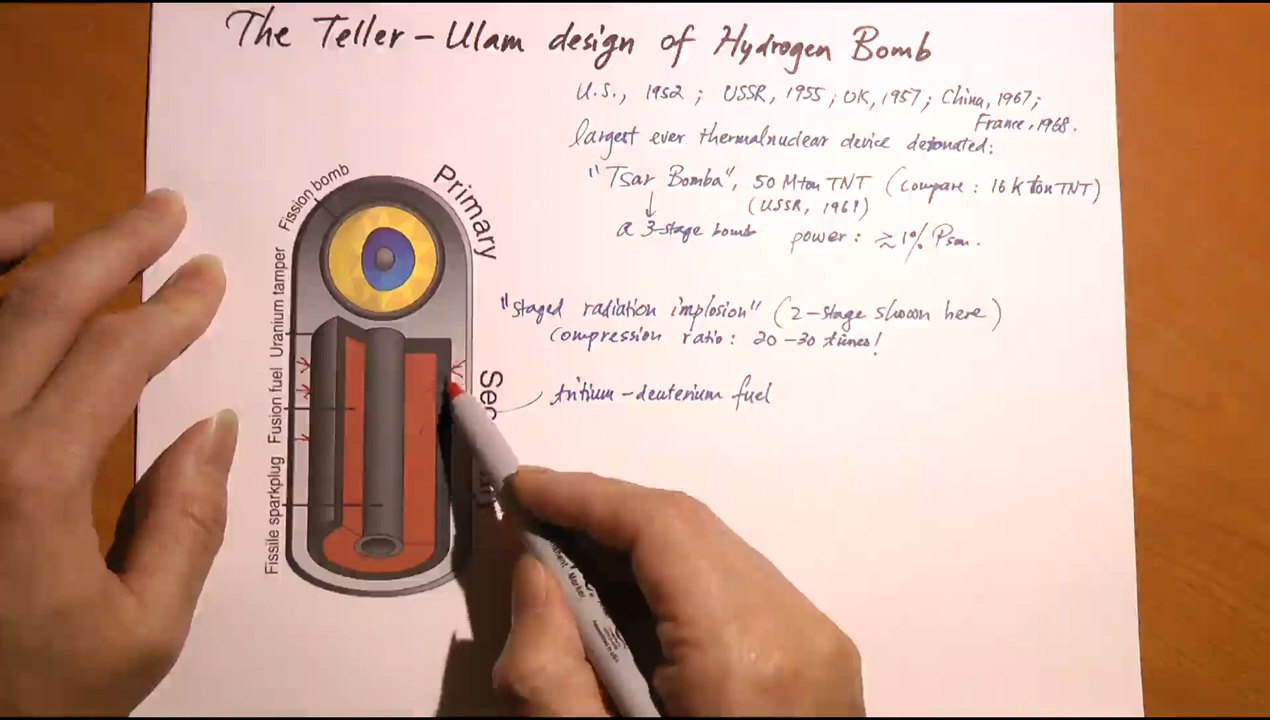 The Teller-Ulam design of Hydrogen Bomb
U.S., 1952 ; USSR, 1955 ; UK, 1957 ; China, 1967 ;
France, 1968.
largest ever thermalnuclear device detonated:
"Tsar Bomba", 50 Mton TNT (Compare : 16 K ton TNT)
(USSR, 1961)
a 3-stage bomb power : ≳ 1% Psun.
"staged radiation implosion" (2-stage shown here)
Compression ratio : 20-30 times!
tritium-deuterium fuel
Primary
Fission bomb
Uranium tamper
Fusion fuel
Fissile sparkplug